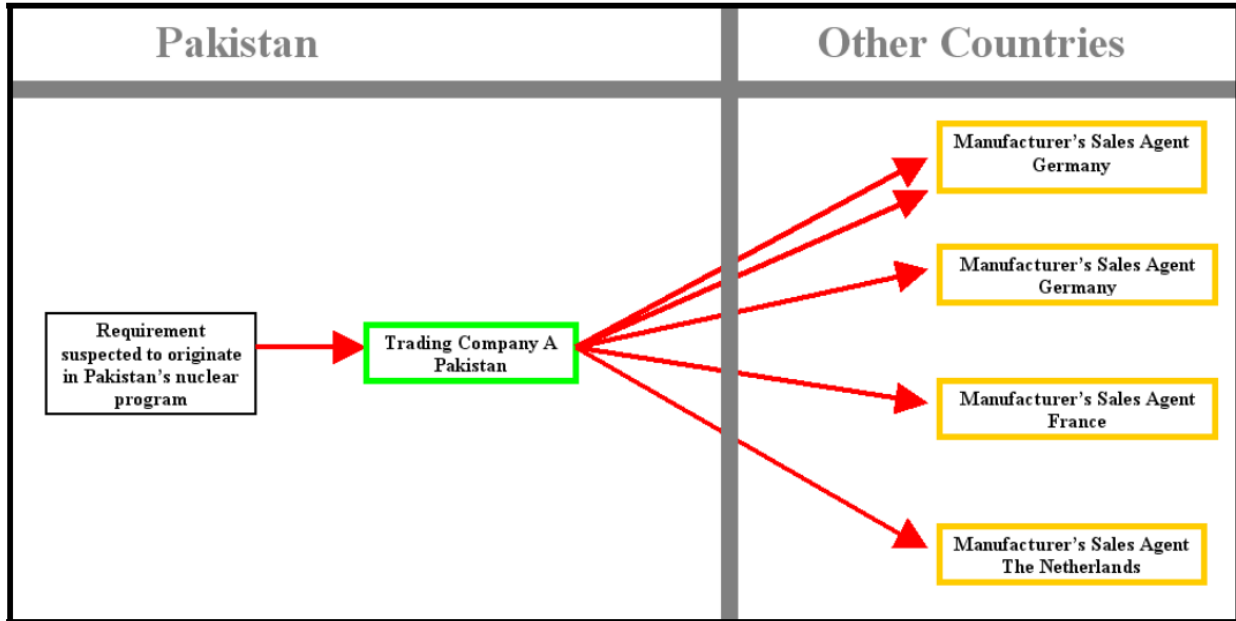 Pakistan
Other Countries
Requirement
suspected to originate
in Pakistan's nuclear
program
Trading Company A
Pakistan
Manufacturer's Sales Agent
Germany
Manufacturer's Sales Agent
Germany
Manufacturer's Sales Agent
France
Manufacturer's Sales Agent
The Netherlands